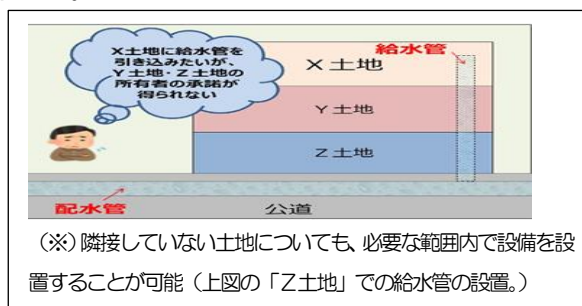 X土地に給水管を
引き込みたいが、
Y土地・Z土地の
所有者の承諾が
得られない
給水管
X土地
Y土地
Z土地
配水管
公道
（※）隣接していない土地についても、必要な範囲内で設備を設
置することが可能（上図の「Z土地」での給水管の設置。）